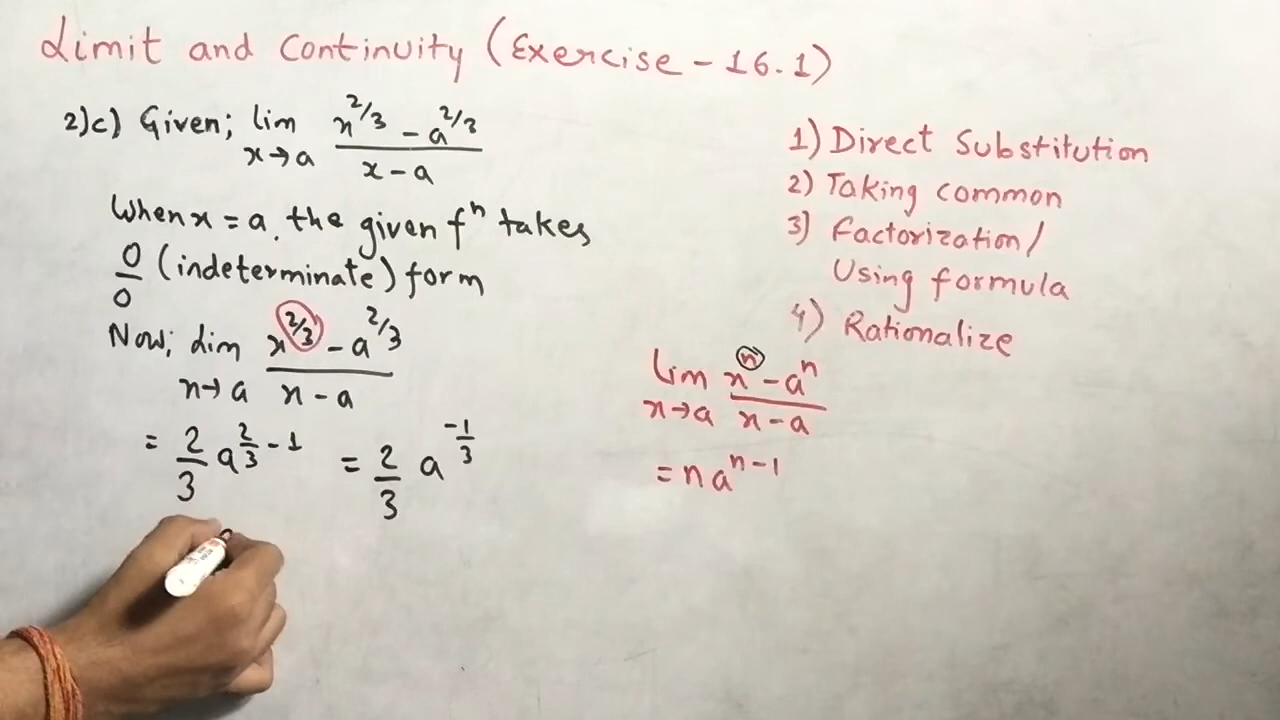 Limit and Continuity (Exercise - 16.1)
2)c) Given; lim x→a (x^2/3 - a^2/3)/(x - a)
When x = a, the given fⁿ takes
0/0 (indeterminate) form
Now; lim x→a (x^2/3 - a^2/3)/(x - a)
= 2/3 a^(2/3 - 1) = 2/3 a^(-1/3)
1) Direct Substitution
2) Taking common
3) Factorization/
Using formula
4) Rationalize
lim x→a (x^n - a^n)/(x - a)
= n a^(n-1)